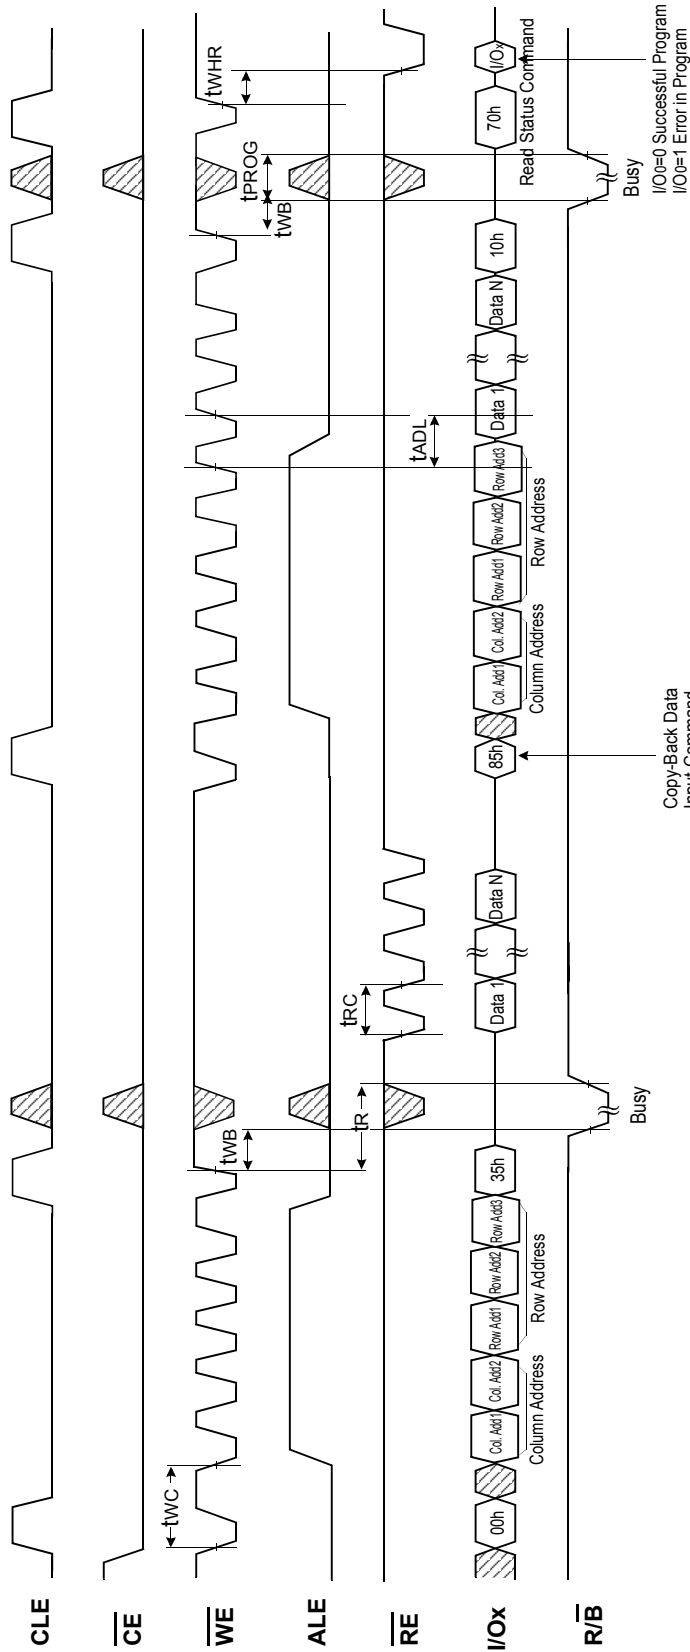 CLE
CE
WE
ALE
RE
I/Ox
R/B
tWC
tWB
tR
tRC
tADL
tWB
tPROG
tWHR
00h
Col. Add1
Col. Add2
Row Add1
Row Add2
Row Add3
35h
Column Address
Row Address
Busy
Data 1
Data N
85h
Copy-Back Data
Input Command
Col. Add1
Col. Add2
Row Add1
Row Add2
Row Add3
Column Address
Row Address
Data 1
Data N
10h
Busy
70h
Read Status Command
I/Ox
I/O0=0 Successful Program
I/O0=1 Error in Program